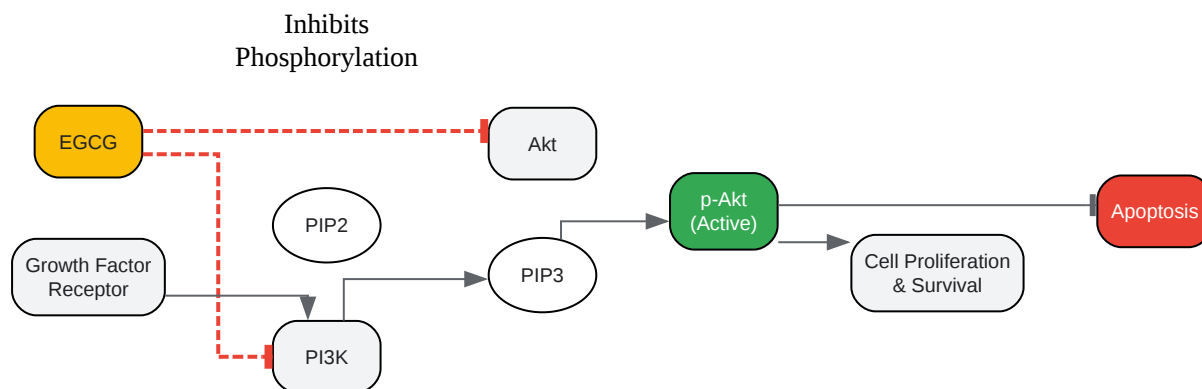 Inhibits
Phosphorylation
EGCG
Akt
PIP2
p-Akt
(Active)
Apoptosis
Growth Factor
Receptor
PIP3
Cell Proliferation
& Survival
PI3K